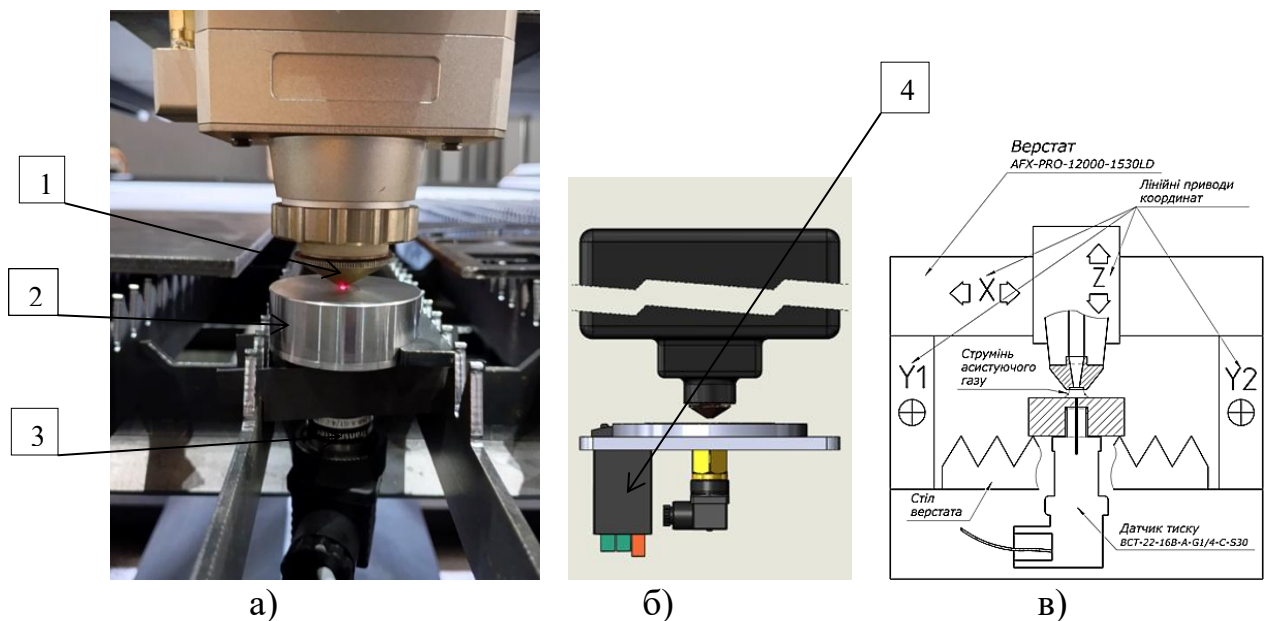 1
2
3
4
Верстат
AFX-PRO-12000-1530LD
Лінійні приводи
координат
X
Z
Струмінь
асистуючого
газу
Y1
Y2
Стіл
верстата
Датчик тиску
BCT-22-16B-A-G1/4-C-S30
а)
б)
в)